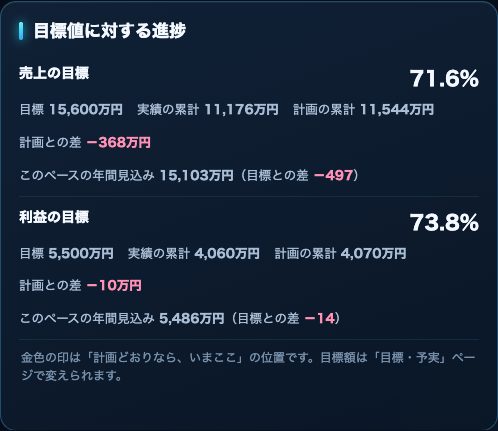 目標値に対する進捗
売上の目標 71.6%
目標 15,600万円 実績の累計 11,176万円 計画の累計 11,544万円
計画との差 −368万円
このペースの年間見込み 15,103万円（目標との差 −497）
利益の目標 73.8%
目標 5,500万円 実績の累計 4,060万円 計画の累計 4,070万円
計画との差 −10万円
このペースの年間見込み 5,486万円（目標との差 −14）
金色の印は「計画どおりなら、いまここ」の位置です。目標額は「目標・予実」ペー
ジで変えられます。